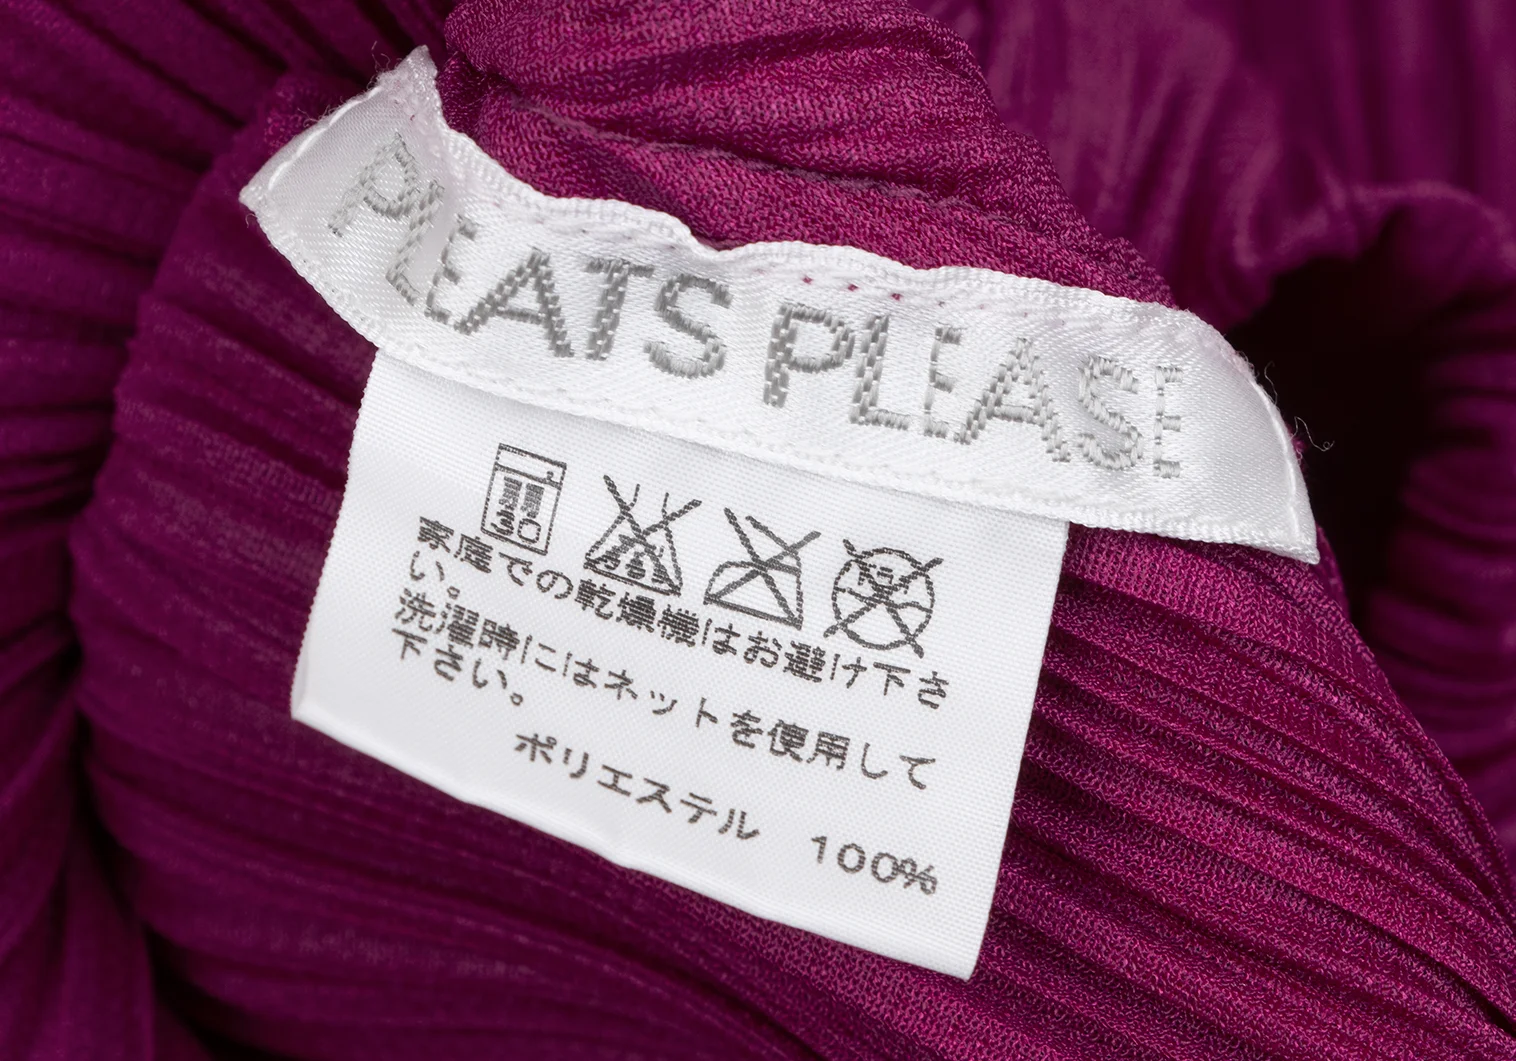 PLEATS PLEASE
家庭での乾燥機はお避け下さ
い。
洗濯時にはネットを使用して
下さい。
ポリエステル 100%